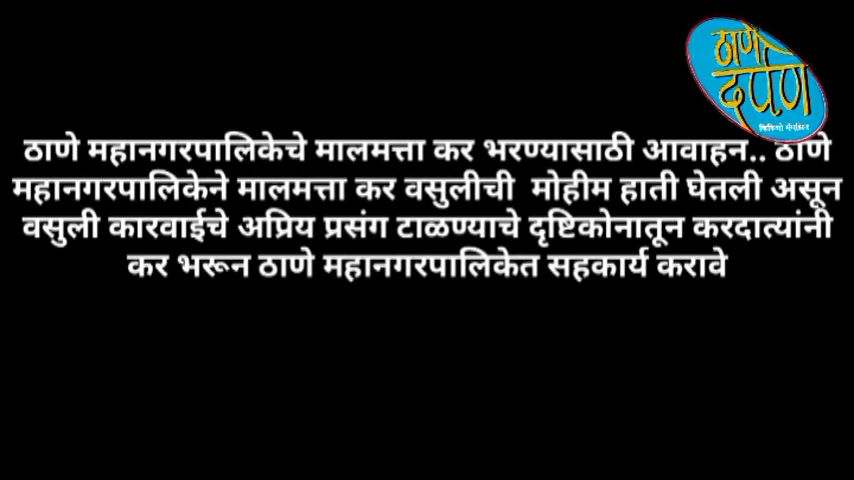 ठाणे
दर्पण
ठाणे महानगरपालिकेचे मालमत्ता कर भरण्यासाठी आवाहन.. ठाणे
महानगरपालिकेने मालमत्ता कर वसुलीची मोहीम हाती घेतली असून
वसुली कारवाईचे अप्रिय प्रसंग टाळण्याचे दृष्टिकोनातून करदात्यांनी
कर भरून ठाणे महानगरपालिकेत सहकार्य करावे